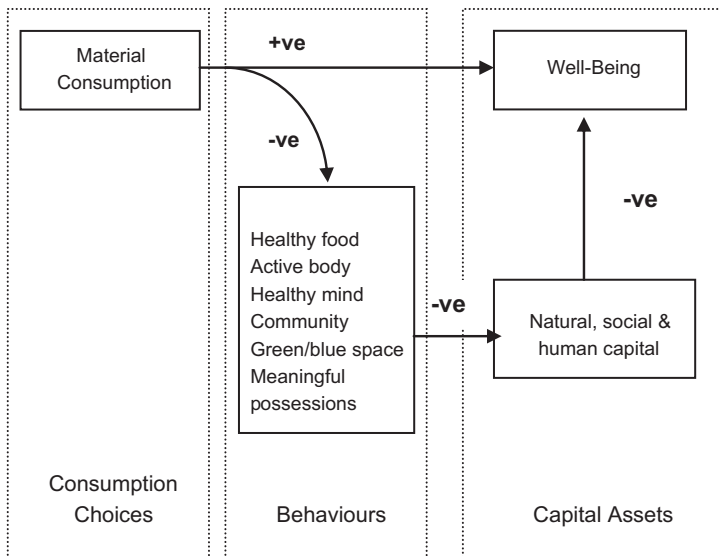 Material
Consumption
+ve
Well-Being
-ve
Healthy food
Active body
Healthy mind
Community
Green/blue space
Meaningful
possessions
-ve
Natural, social &
human capital
-ve
Consumption
Choices
Behaviours
Capital Assets